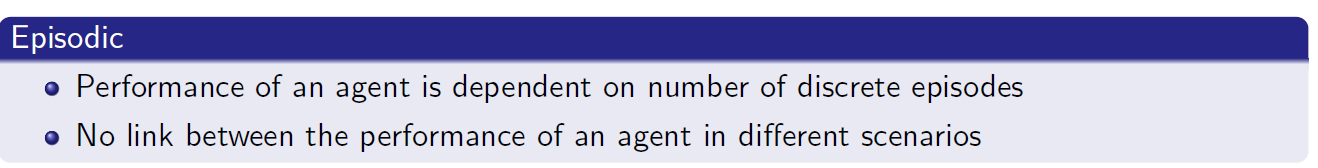 Episodic
Performance of an agent is dependent on number of discrete episodes
No link between the performance of an agent in different scenarios